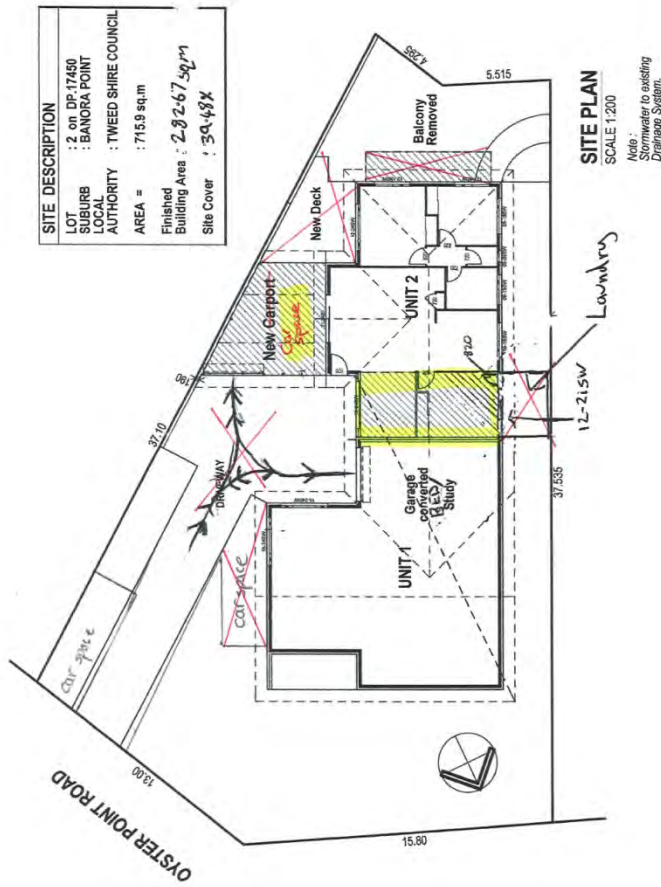 SITE DESCRIPTION
LOT : 2 on DP.17450
SUBURB : BANORA POINT
LOCAL
AUTHORITY : TWEED SHIRE COUNCIL
AREA = : 715.9 sq.m
Finished
Building Area : 282.67 sqm
Site Cover : 39.48%
4.295
5.515
Balcony
Removed
New Deck
New Carport
Car
space
UNIT 2
.190
37.10
DRIVEWAY
car space
car space
Garage
converted
BED/
Study
UNIT 1
820
Laundry
12-215W
37.535
OYSTER POINT ROAD
13.00
15.80
SITE PLAN
SCALE 1:200
Note :
Stormwater to existing
Drainage System.